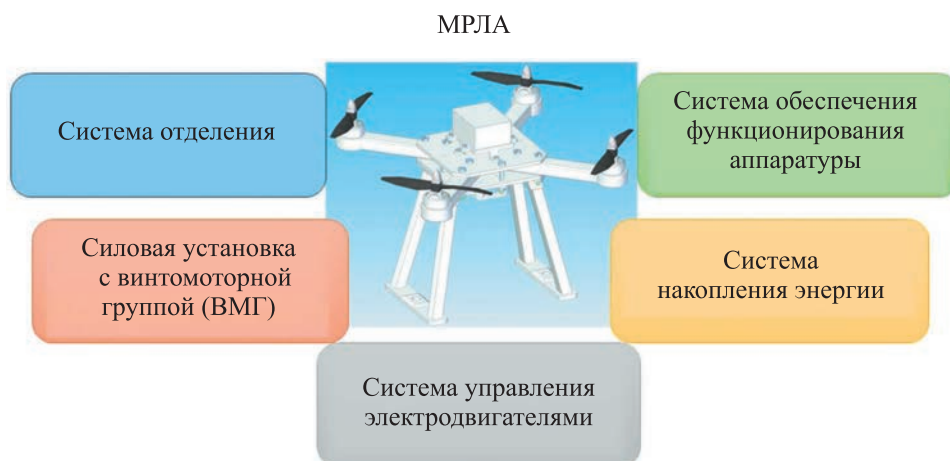 МРЛА
Система отделения
Система обеспечения
функционирования
аппаратуры
Силовая установка
с винтомоторной
группой (ВМГ)
Система
накопления энергии
Система управления
электродвигателями